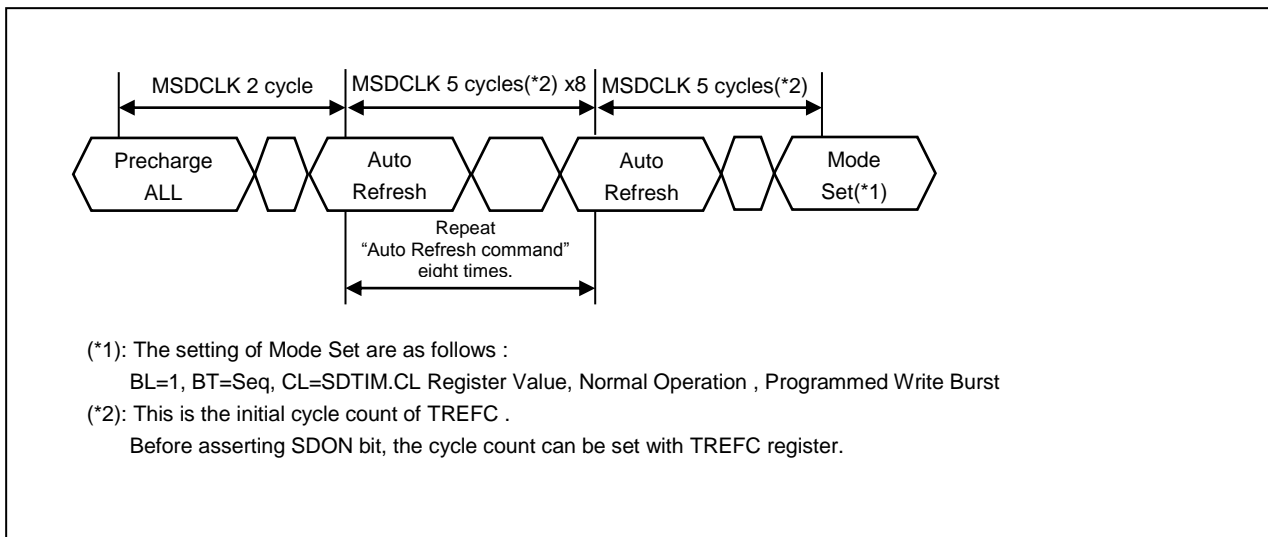 MSDCLK 2 cycle
MSDCLK 5 cycles(*2) x8
MSDCLK 5 cycles(*2)
Precharge
ALL
Auto
Refresh
Auto
Refresh
Mode
Set(*1)
Repeat
“Auto Refresh command”
eight times.
(*1): The setting of Mode Set are as follows :
BL=1, BT=Seq, CL=SDTIM.CL Register Value, Normal Operation , Programmed Write Burst
(*2): This is the initial cycle count of TREFC .
Before asserting SDON bit, the cycle count can be set with TREFC register.